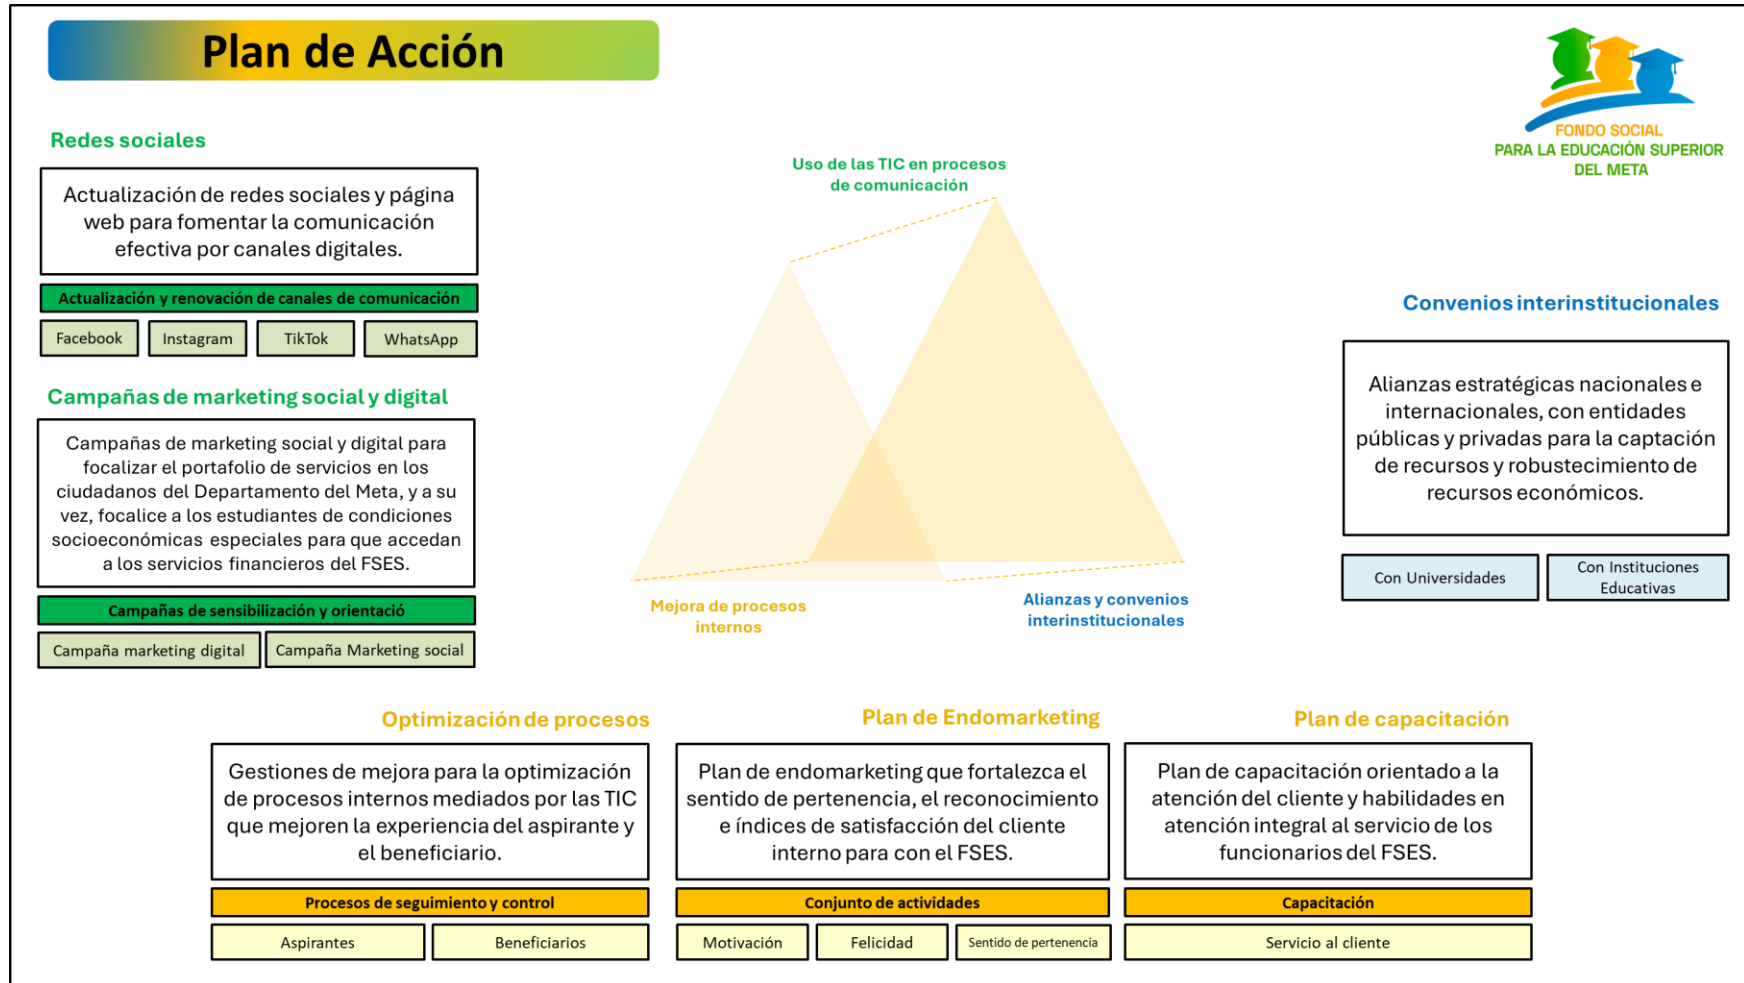 Plan de Acción
FONDO SOCIAL
PARA LA EDUCACIÓN SUPERIOR
DEL META
Redes sociales
Actualización de redes sociales y página
web para fomentar la comunicación
efectiva por canales digitales.
Actualización y renovación de canales de comunicación
Facebook
Instagram
TikTok
WhatsApp
Campañas de marketing social y digital
Campañas de marketing social y digital para
focalizar el portafolio de servicios en los
ciudadanos del Departamento del Meta, y a su
vez, focalice a los estudiantes de condiciones
socioeconómicas especiales para que accedan
a los servicios financieros del FSES.
Campañas de sensibilización y orientació
Campaña marketing digital
Campaña Marketing social
Uso de las TIC en procesos
de comunicación
Mejora de procesos
internos
Alianzas y convenios
interinstitucionales
Convenios interinstitucionales
Alianzas estratégicas nacionales e
internacionales, con entidades
públicas y privadas para la captación
de recursos y robustecimiento de
recursos económicos.
Con Universidades
Con Instituciones
Educativas
Optimización de procesos
Gestiones de mejora para la optimización
de procesos internos mediados por las TIC
que mejoren la experiencia del aspirante y
el beneficiario.
Procesos de seguimiento y control
Aspirantes
Beneficiarios
Plan de Endomarketing
Plan de endomarketing que fortalezca el
sentido de pertenencia, el reconocimiento
e índices de satisfacción del cliente
interno para con el FSES.
Conjunto de actividades
Motivación
Felicidad
Sentido de pertenencia
Plan de capacitación
Plan de capacitación orientado a la
atención del cliente y habilidades en
atención integral al servicio de los
funcionarios del FSES.
Capacitación
Servicio al cliente